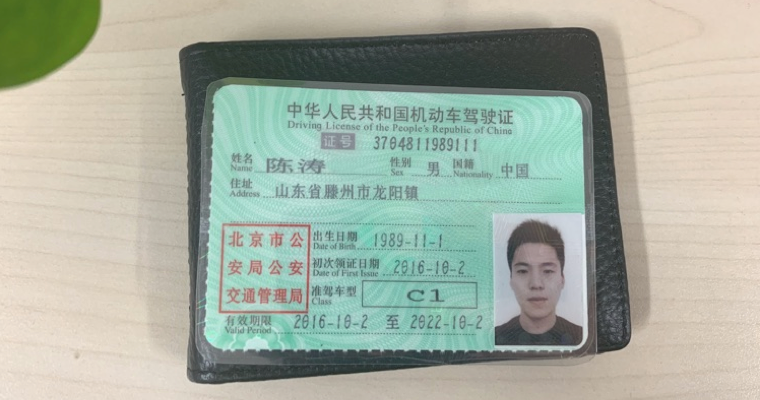 中华人民共和国机动车驾驶证
Driving License of the People's Republic of China
证号 3704811989111
姓名 陈涛 性别 男 国籍 中国
Name Sex Nationality
住址 山东省滕州市龙阳镇
Address
北京市公
安局公安
交通管理局
出生日期 1989-11-1
Date of Birth
初次领证日期 2016-10-2
Date of First Issue
准驾车型 C1
Class
有效期限 2016-10-2 至 2022-10-2
Valid Period